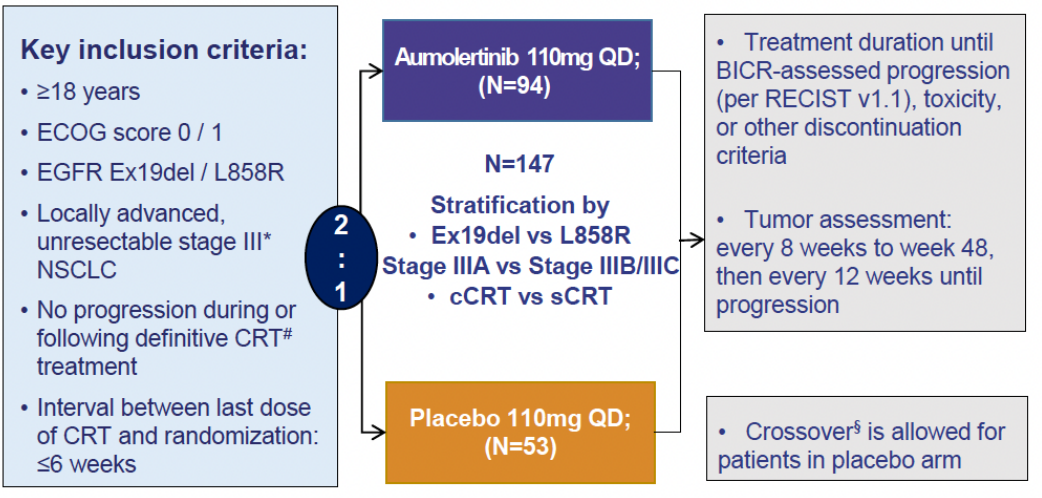 Key inclusion criteria:
• ≥18 years
• ECOG score 0 / 1
• EGFR Ex19del / L858R
• Locally advanced,
unresectable stage III*
NSCLC
• No progression during or
following definitive CRT#
treatment
• Interval between last dose
of CRT and randomization:
≤6 weeks
2
:
1
Aumolertinib 110mg QD;
(N=94)
N=147
Stratification by
• Ex19del vs L858R
Stage IIIA vs Stage IIIB/IIIC
• cCRT vs sCRT
Placebo 110mg QD;
(N=53)
• Treatment duration until
BICR-assessed progression
(per RECIST v1.1), toxicity,
or other discontinuation
criteria
• Tumor assessment:
every 8 weeks to week 48,
then every 12 weeks until
progression
• Crossover§ is allowed for
patients in placebo arm